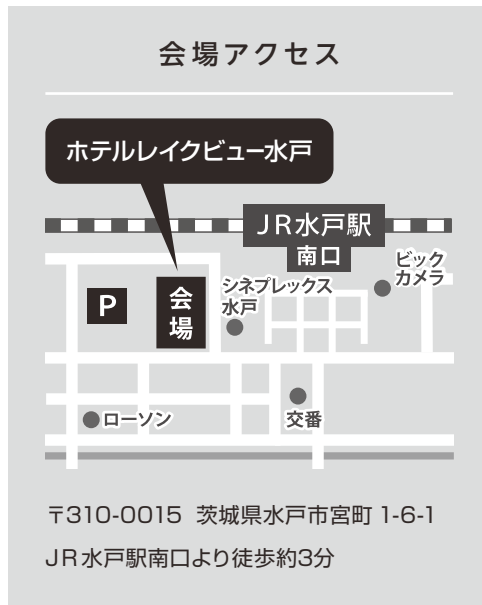 会場アクセス
ホテルレイクビュー水戸
JR水戸駅
南口
ビック
カメラ
シネプレックス
水戸
P
会
場
ローソン
交番
〒310-0015 茨城県水戸市宮町 1-6-1
JR水戸駅南口より徒歩約3分